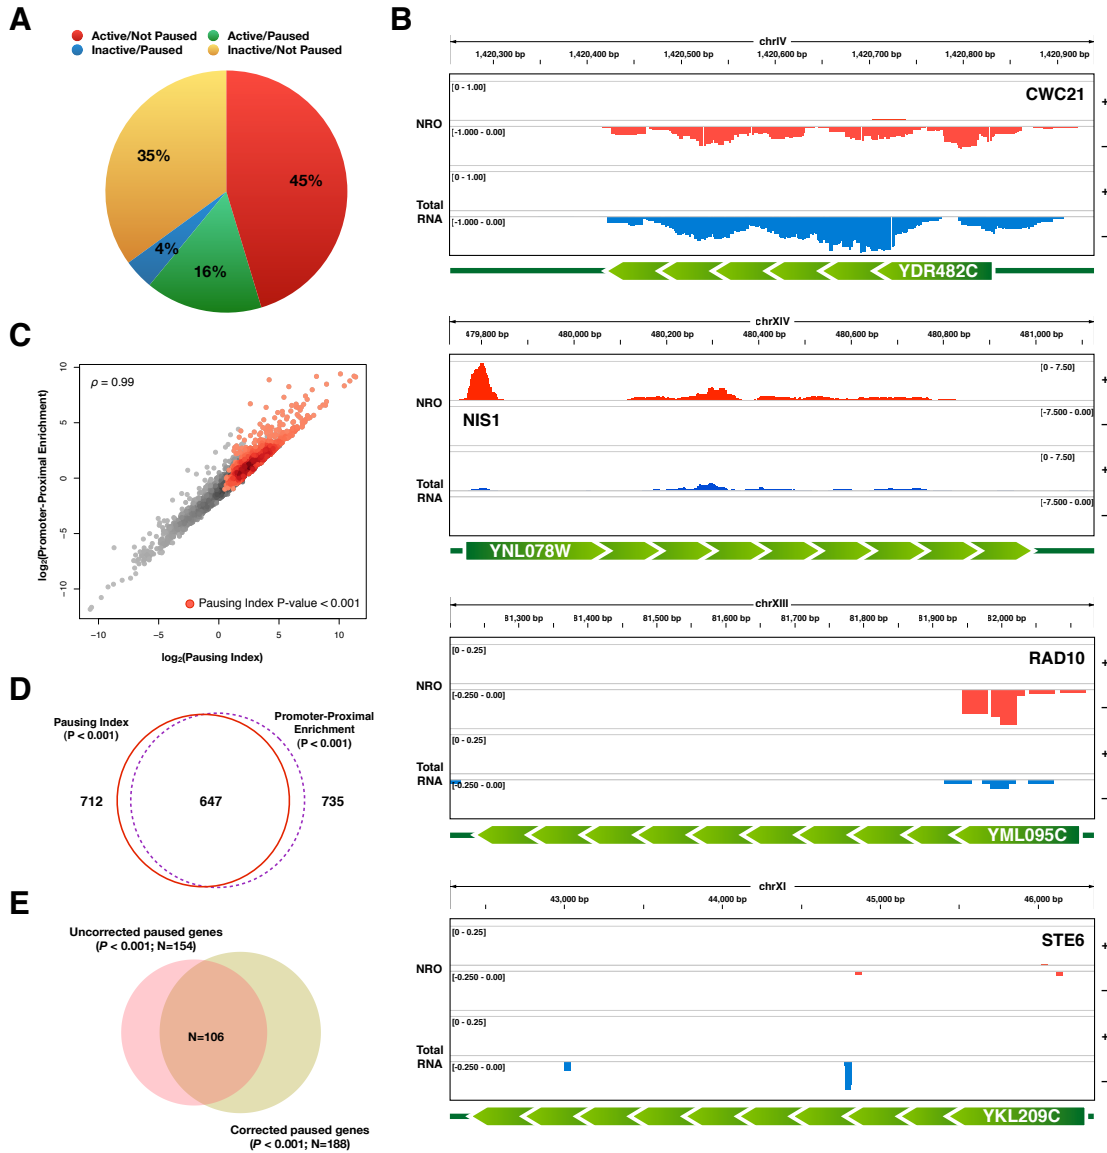 A
Active/Not Paused
Active/Paused
Inactive/Paused
Inactive/Not Paused
35%
45%
4%
16%
B
chrIV
1,420,300 bp 1,420,400 bp 1,420,500 bp 1,420,600 bp 1,420,700 bp 1,420,800 bp 1,420,900 bp
[0 - 1.00]
CWC21
+
NRO
[-1.000 - 0.00]
–
[0 - 1.00]
+
Total
RNA
[-1.000 - 0.00]
–
YDR482C
chrXIV
479,800 bp 480,000 bp 480,200 bp 480,400 bp 480,600 bp 480,800 bp 481,000 bp
[0 - 7.50]
+
NRO
[-7.500 - 0.00]
NIS1
–
[0 - 7.50]
+
Total
RNA
[-7.500 - 0.00]
–
YNL078W
chrXIII
81,300 bp 81,400 bp 81,500 bp 81,600 bp 81,700 bp 81,800 bp 81,900 bp 82,000 bp
[0 - 0.25]
RAD10
+
NRO
[-0.250 - 0.00]
–
[0 - 0.25]
+
Total
RNA
[-0.250 - 0.00]
–
YML095C
chrXI
43,000 bp 44,000 bp 45,000 bp 46,000 bp
[0 - 0.25]
STE6
+
NRO
[-0.250 - 0.00]
–
[0 - 0.25]
+
Total
RNA
[-0.250 - 0.00]
–
YKL209C
C
ρ = 0.99
log2(Promoter-Proximal Enrichment)
10
5
0
−5
−10
Pausing Index P-value < 0.001
−10 −5 0 5 10
log2(Pausing Index)
D
Pausing Index
(P < 0.001)
Promoter-Proximal
Enrichment
(P < 0.001)
712 647 735
E
Uncorrected paused genes
(P < 0.001; N=154)
N=106
Corrected paused genes
(P < 0.001; N=188)